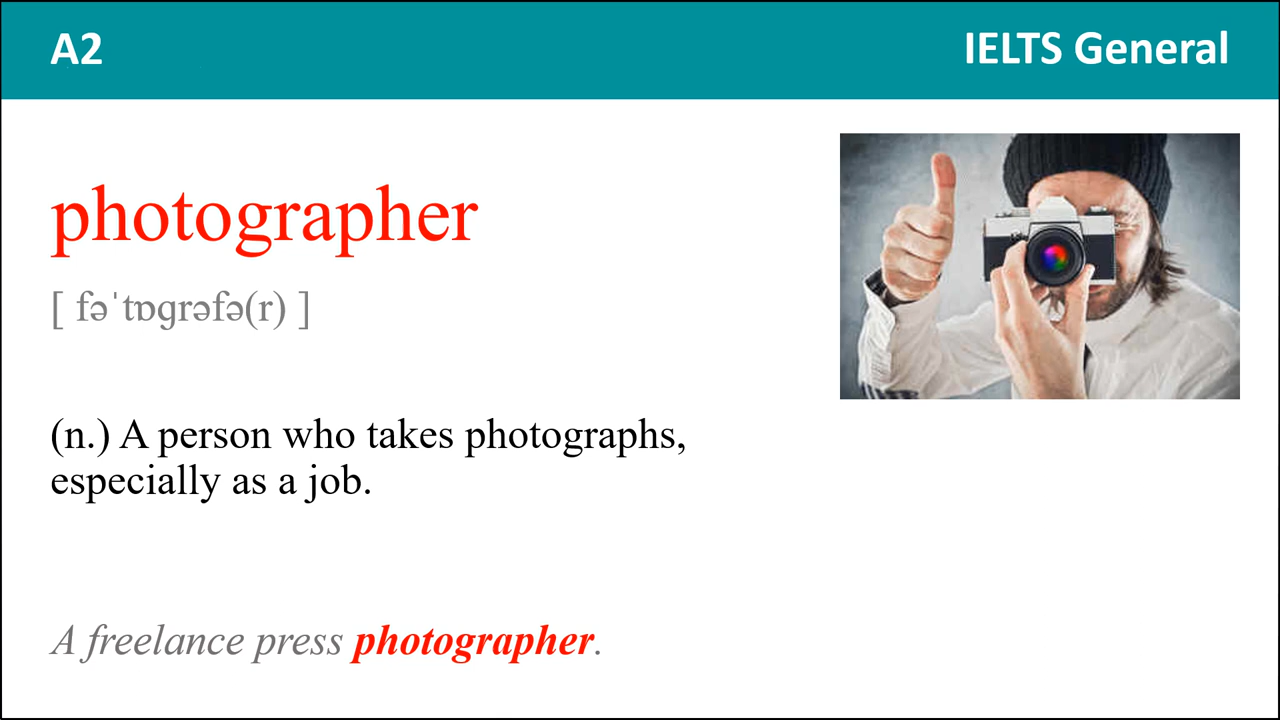 A2
IELTS General
photographer
[ fəˈtɒɡrəfə(r) ]
(n.) A person who takes photographs,
especially as a job.
A freelance press photographer.